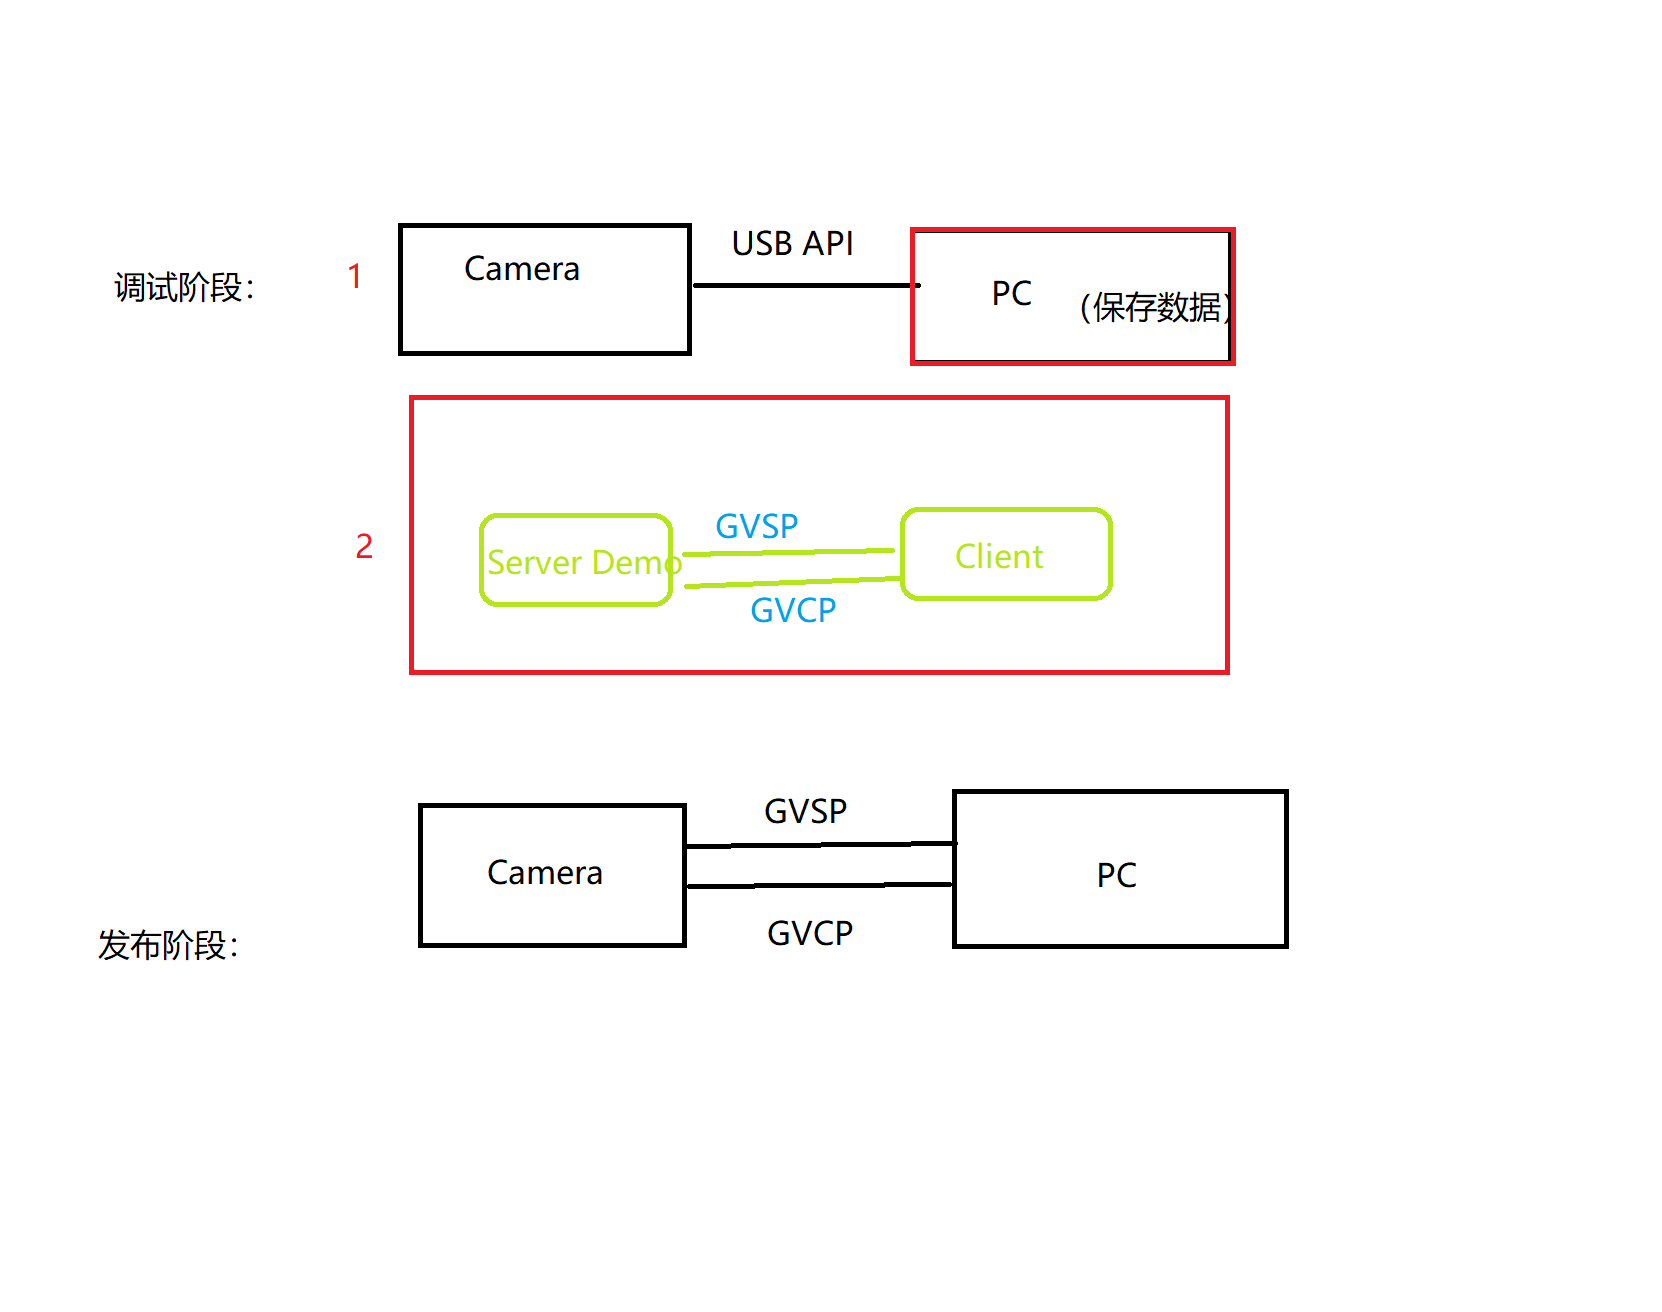 USB API
Camera
调试阶段：
1
PC
（保存数据）
GVSP
2
Server Demo
Client
GVCP
GVSP
Camera
PC
GVCP
发布阶段：